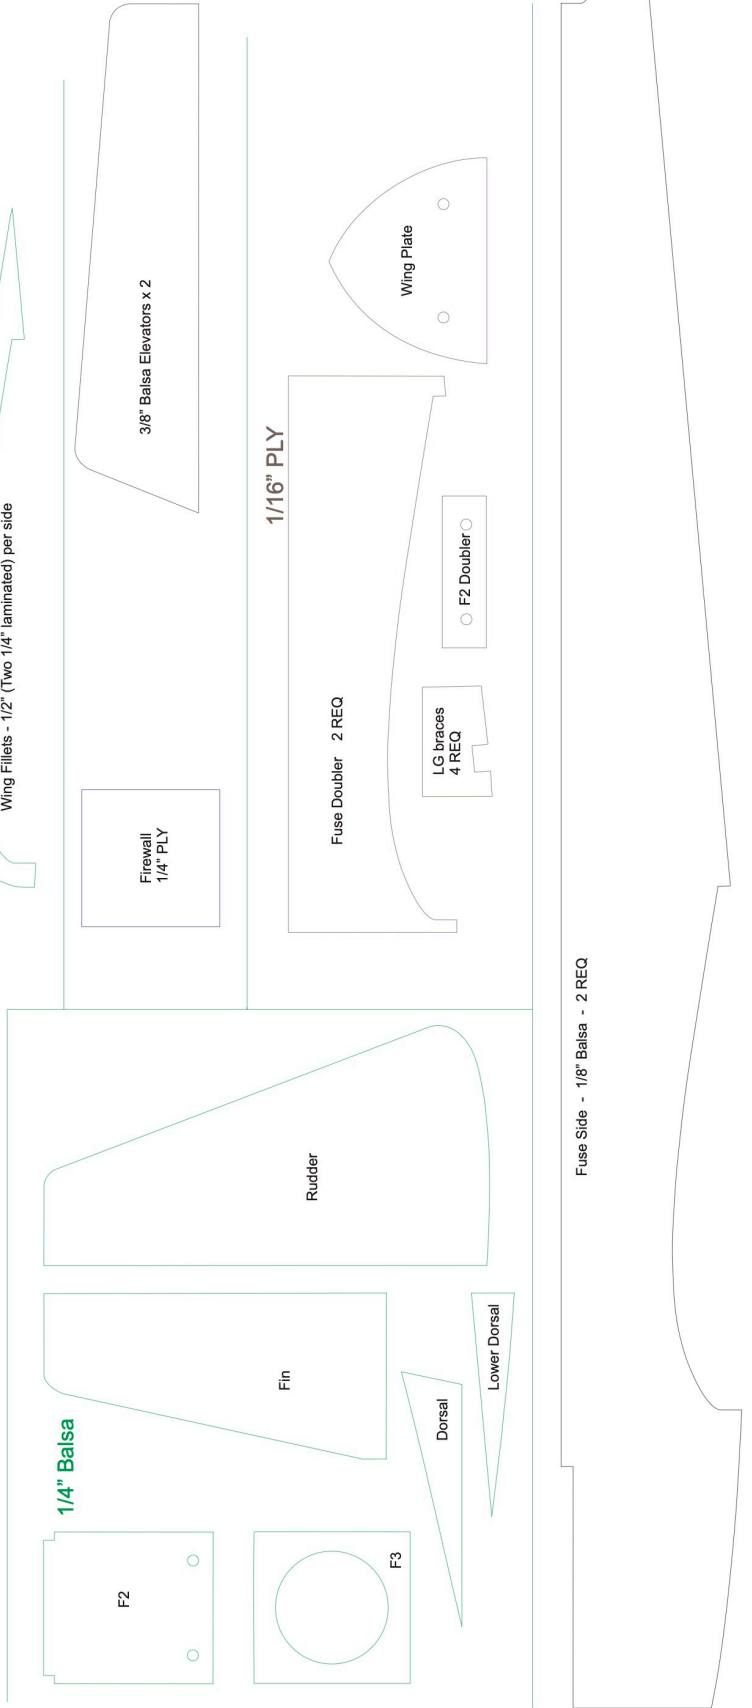 Wing Fillets - 1/2" (Two 1/4" laminated) per side
3/8" Balsa Elevators x 2
Firewall
1/4" PLY
1/16" PLY
Wing Plate
Fuse Doubler 2 REQ
F2 Doubler
LG braces
4 REQ
1/4" Balsa
Rudder
Fin
Dorsal
Lower Dorsal
F2
F3
Fuse Side - 1/8" Balsa - 2 REQ